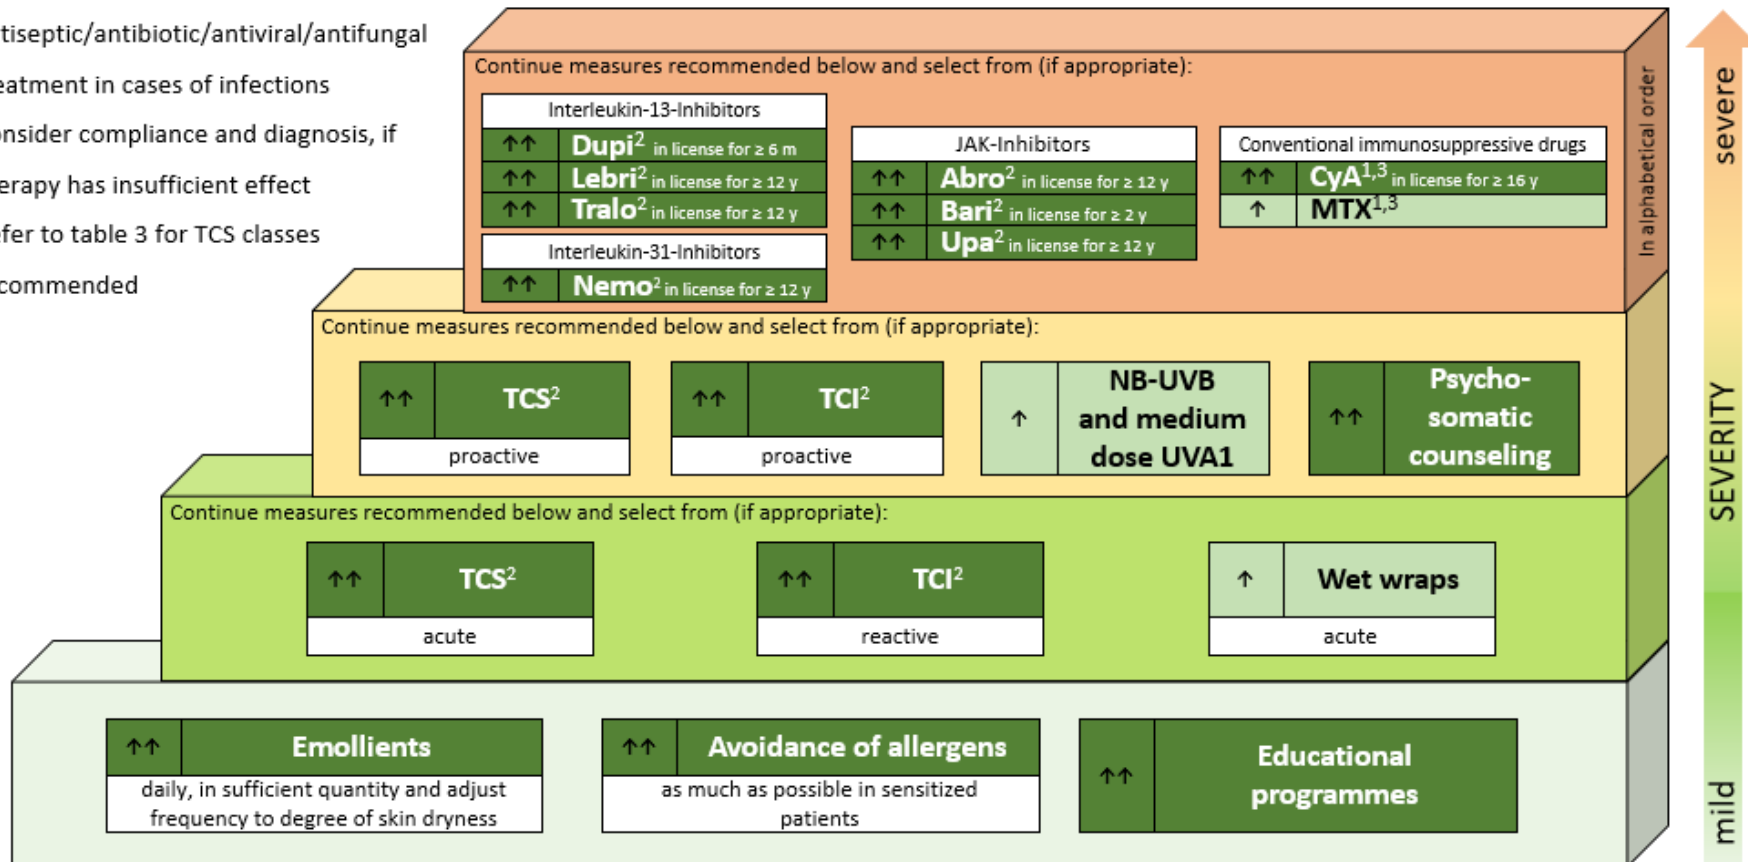 tiseptic/antibiotic/antiviral/antifungal
eatment in cases of infections
onsider compliance and diagnosis, if
erapy has insufficient effect
efer to table 3 for TCS classes
commended
Continue measures recommended below and select from (if appropriate):
Interleukin-13-Inhibitors
↑↑ Dupi² in license for ≥ 6 m
↑↑ Lebri² in license for ≥ 12 y
↑↑ Tralo² in license for ≥ 12 y
Interleukin-31-Inhibitors
↑↑ Nemo² in license for ≥ 12 y
JAK-Inhibitors
↑↑ Abro² in license for ≥ 12 y
↑↑ Bari² in license for ≥ 2 y
↑↑ Upa² in license for ≥ 12 y
Conventional immunosuppressive drugs
↑↑ CyA¹,³ in license for ≥ 16 y
↑ MTX¹,³
In alphabetical order
Continue measures recommended below and select from (if appropriate):
↑↑ TCS²
proactive
↑↑ TCI²
proactive
↑ NB-UVB
and medium
dose UVA1
↑↑ Psycho-
somatic
counseling
Continue measures recommended below and select from (if appropriate):
↑↑ TCS²
acute
↑↑ TCI²
reactive
↑ Wet wraps
acute
↑↑ Emollients
daily, in sufficient quantity and adjust
frequency to degree of skin dryness
↑↑ Avoidance of allergens
as much as possible in sensitized
patients
↑↑ Educational
programmes
severe
SEVERITY
mild